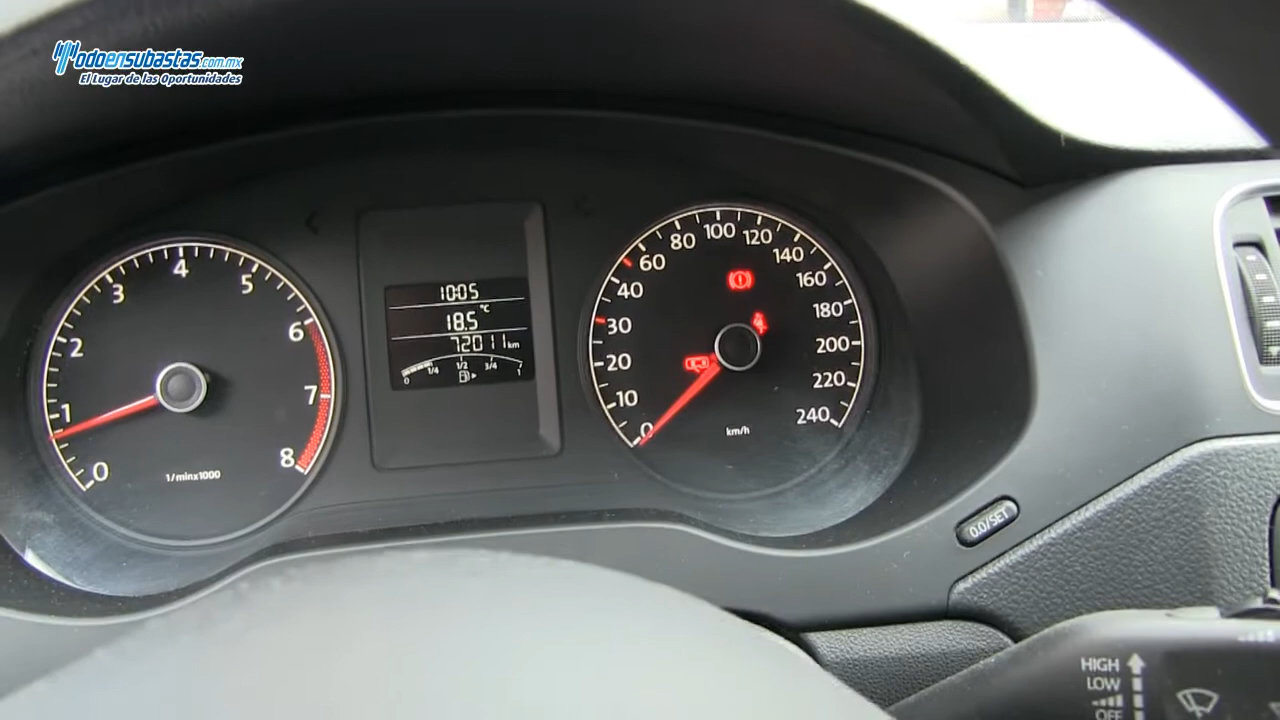 todoensubastas.com.mx
El Lugar de las Oportunidades
0 1 2 3 4 5 6 7 8
1/minx1000
10:05
18.5 °C
72011 km
0 1/4 1/2 3/4 1
0 10 20 30 40 60 80 100 120 140 160 180 200 220 240
km/h
0.0/SET
HIGH
LOW
OFF